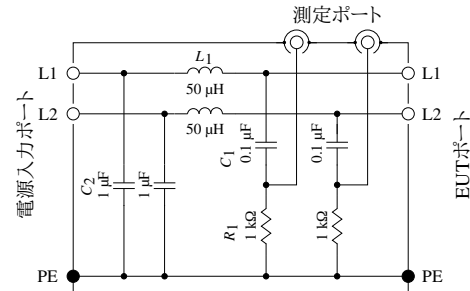 測定ポート
L1
L₁
50 μH
L1
L2
50 μH
L2
電源入力ポート
C₂
1 μF
1 μF
C₁
0.1 μF
0.1 μF
R₁
1 kΩ
1 kΩ
EUTポート
PE
PE